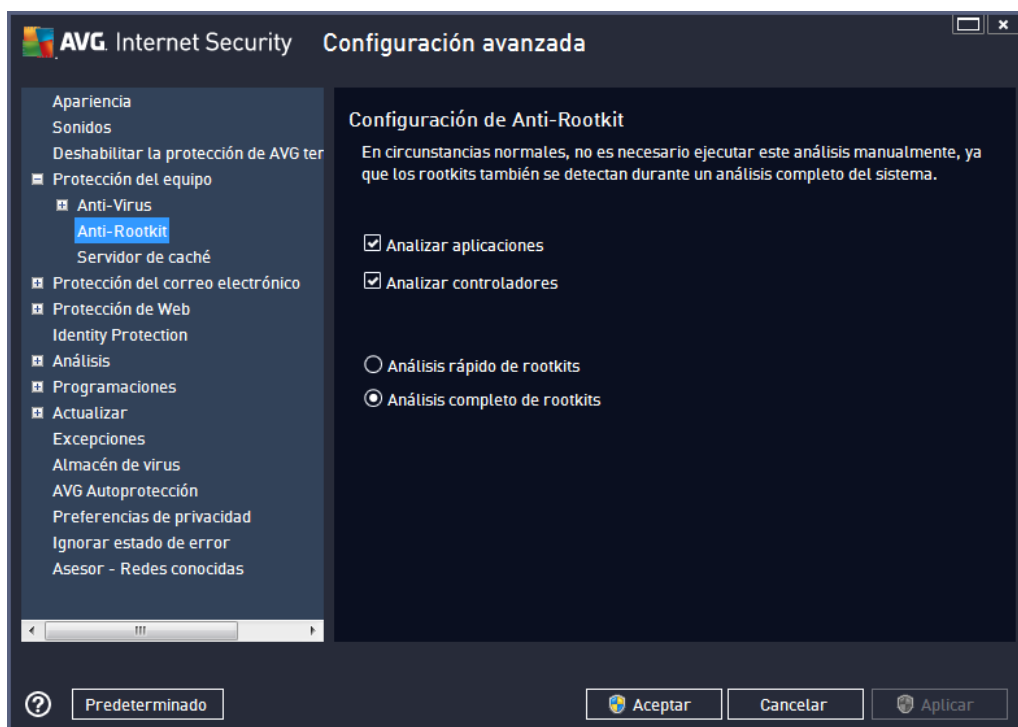 AVG. Internet Security Configuración avanzada
Apariencia
Sonidos
Deshabilitar la protección de AVG ter
Protección del equipo
Anti-Virus
Anti-Rootkit
Servidor de caché
Protección del correo electrónico
Protección de Web
Identity Protection
Análisis
Programaciones
Actualizar
Excepciones
Almacén de virus
AVG Autoprotección
Preferencias de privacidad
Ignorar estado de error
Asesor - Redes conocidas
Configuración de Anti-Rootkit
En circunstancias normales, no es necesario ejecutar este análisis manualmente, ya
que los rootkits también se detectan durante un análisis completo del sistema.
Analizar aplicaciones
Analizar controladores
Análisis rápido de rootkits
Análisis completo de rootkits
? Predeterminado Aceptar Cancelar Aplicar